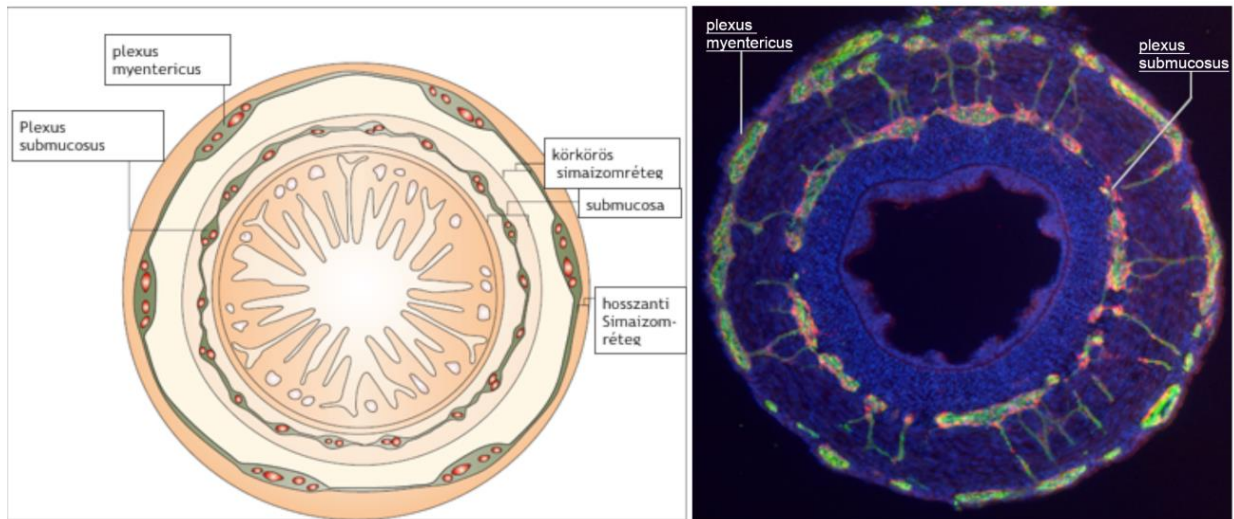 plexus
myentericus
Plexus
submucosus
körkörös
simaizomréteg
submucosa
hosszanti
Simaizom-
réteg
plexus
myentericus
plexus
submucosus